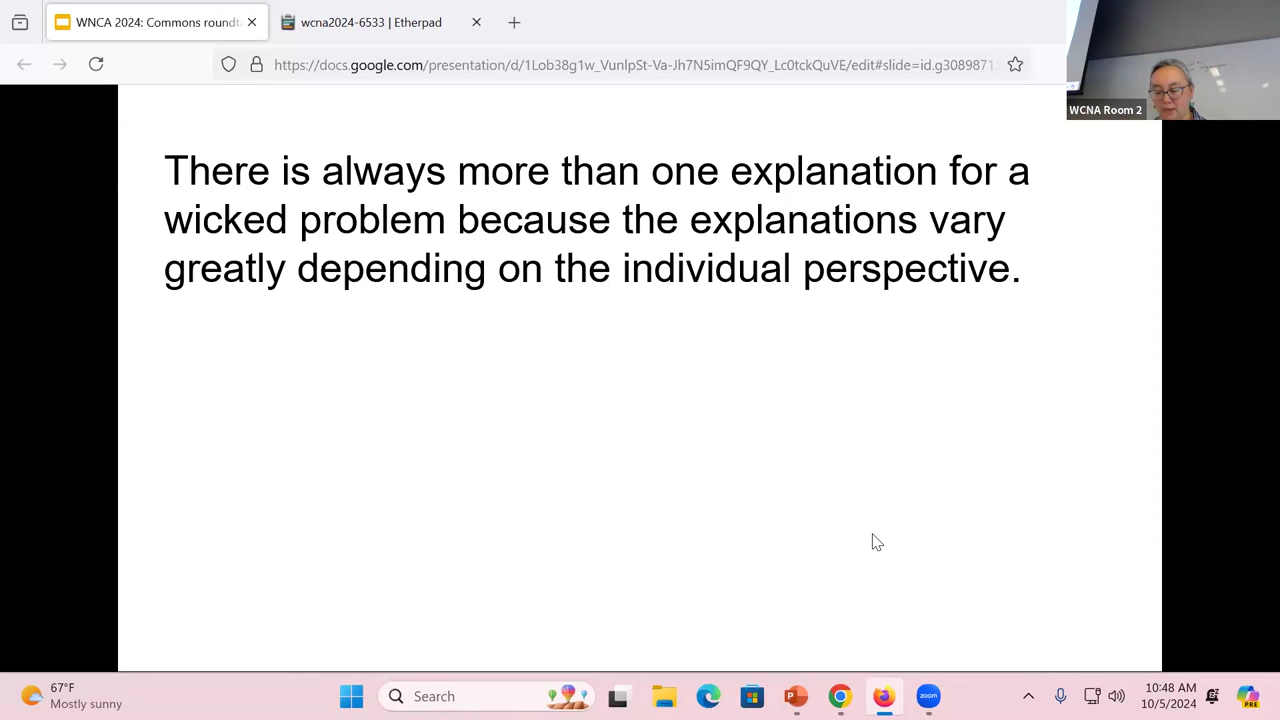 WNCA 2024: Commons roundt
wcna2024-6533 | Etherpad
https://docs.google.com/presentation/d/1Lob38g1w_VunlpSt-Va-Jh7N5imQF9QY_Lc0tckQuVE/edit#slide=id.g308987
WCNA Room 2
There is always more than one explanation for a
wicked problem because the explanations vary
greatly depending on the individual perspective.
67°F
Mostly sunny
Search
zoom
PRE
10:48 AM
10/5/2024